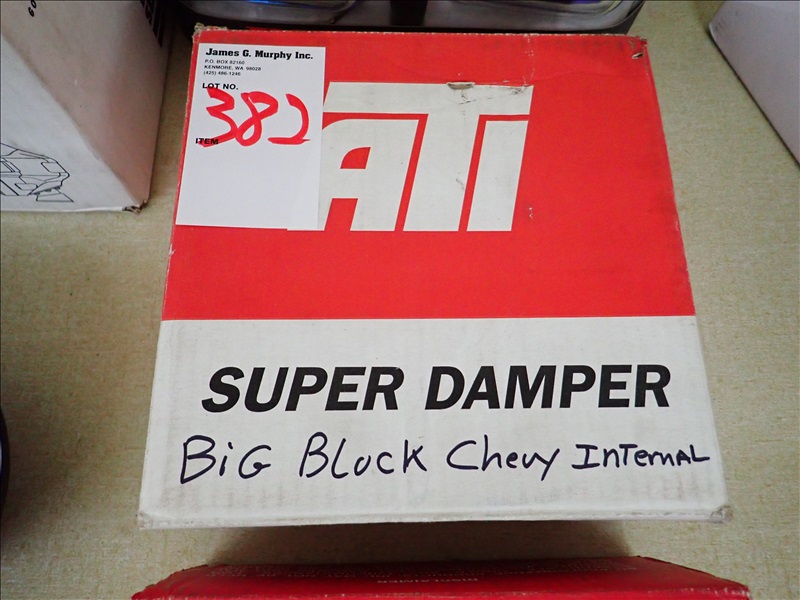 James G. Murphy Inc.
P.O. BOX 82160
KENMORE, WA 98028
(425) 486-1246
LOT NO.
382
ITEM
ATI
SUPER DAMPER
BiG Block Chevy InTernAL